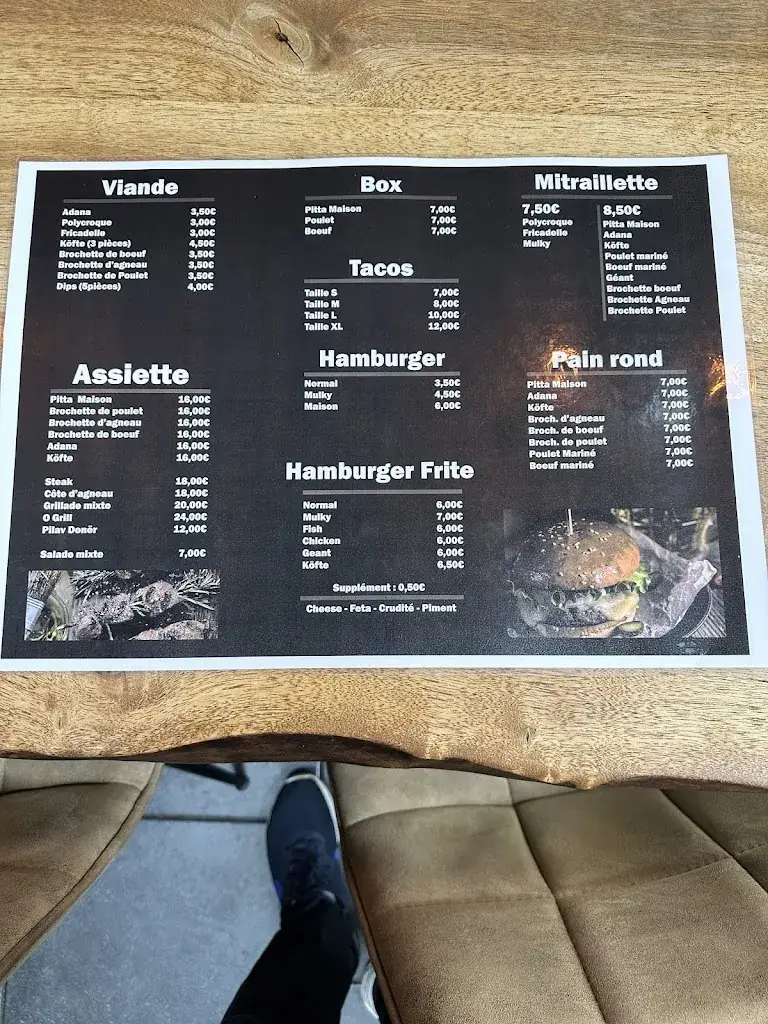 Viande
Adana 3,50€
Polycroque 3,00€
Fricadelle 3,00€
Köfte (3 pièces) 4,50€
Brochette de boeuf 3,50€
Brochette d'agneau 3,50€
Brochette de Poulet 3,50€
Dips (5pièces) 4,00€
Assiette
Pitta Maison 16,00€
Brochette de poulet 16,00€
Brochette d'agneau 16,00€
Brochette de boeuf 16,00€
Adana 16,00€
Köfte 16,00€
Steak 18,00€
Côte d'agneau 18,00€
Grillade mixte 20,00€
O Grill 24,00€
Pilav Donër 12,00€
Salade mixte 7,00€
Box
Pitta Maison 7,00€
Poulet 7,00€
Boeuf 7,00€
Tacos
Taille S 7,00€
Taille M 8,00€
Taille L 10,00€
Taille XL 12,00€
Hamburger
Normal 3,50€
Mulky 4,50€
Maison 6,00€
Hamburger Frite
Normal 6,00€
Mulky 7,00€
Fish 6,00€
Chicken 6,00€
Geant 6,00€
Köfte 6,50€
Supplément : 0,50€
Cheese - Feta - Crudité - Piment
Mitraillette
7,50€
Polycroque
Fricadelle
Mulky
8,50€
Pitta Maison
Adana
Köfte
Poulet mariné
Boeuf mariné
Géant
Brochette boeuf
Brochette Agneau
Brochette Poulet
Pain rond
Pitta Maison 7,00€
Adana 7,00€
Köfte 7,00€
Broch. d'agneau 7,00€
Broch. de boeuf 7,00€
Broch. de poulet 7,00€
Poulet Mariné 7,00€
Boeuf mariné 7,00€